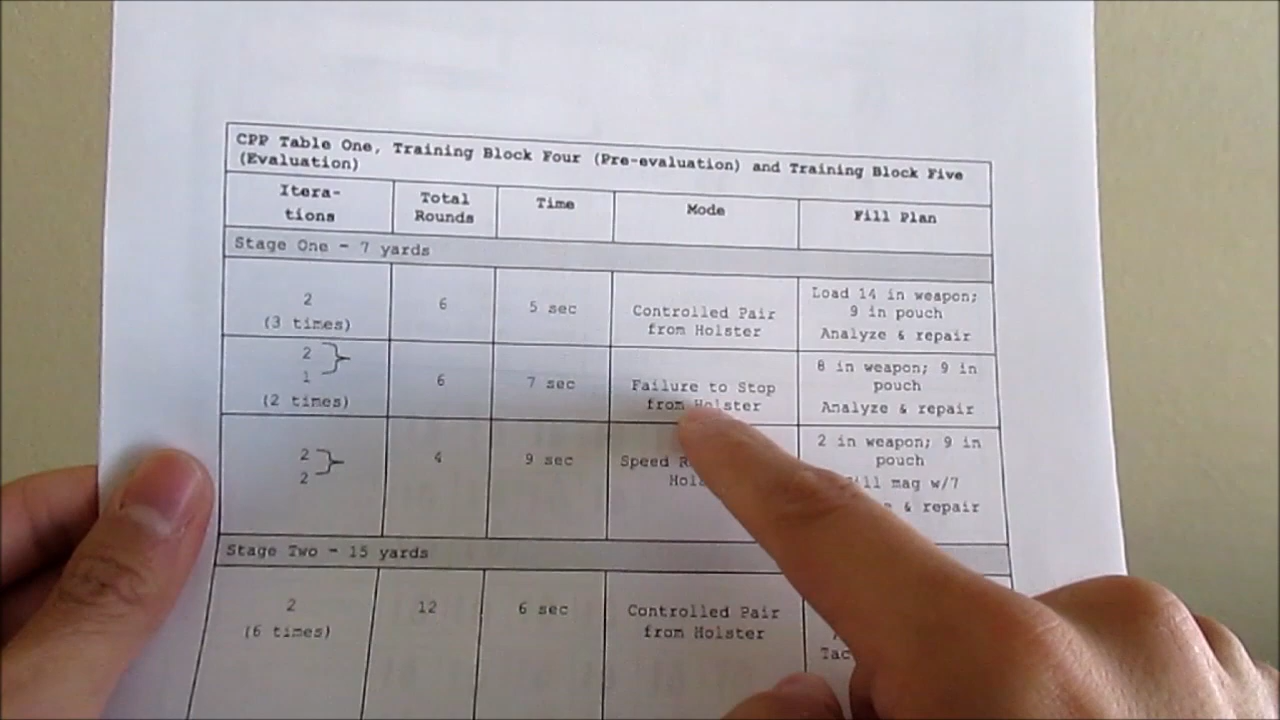 CPP Table One, Training Block Four (Pre-evaluation) and Training Block Five
(Evaluation)
Itera-
tions
Total
Rounds
Time
Mode
Fill Plan
Stage One - 7 yards
2
(3 times)
6
5 sec
Controlled Pair
from Holster
Load 14 in weapon;
9 in pouch
Analyze & repair
2
1
(2 times)
6
7 sec
Failure to Stop
from Holster
8 in weapon; 9 in
pouch
Analyze & repair
2
2
4
9 sec
Speed
2 in weapon; 9 in
pouch
mag w/7
& repair
Stage Two - 15 yards
2
(6 times)
12
6 sec
Controlled Pair
from Holster